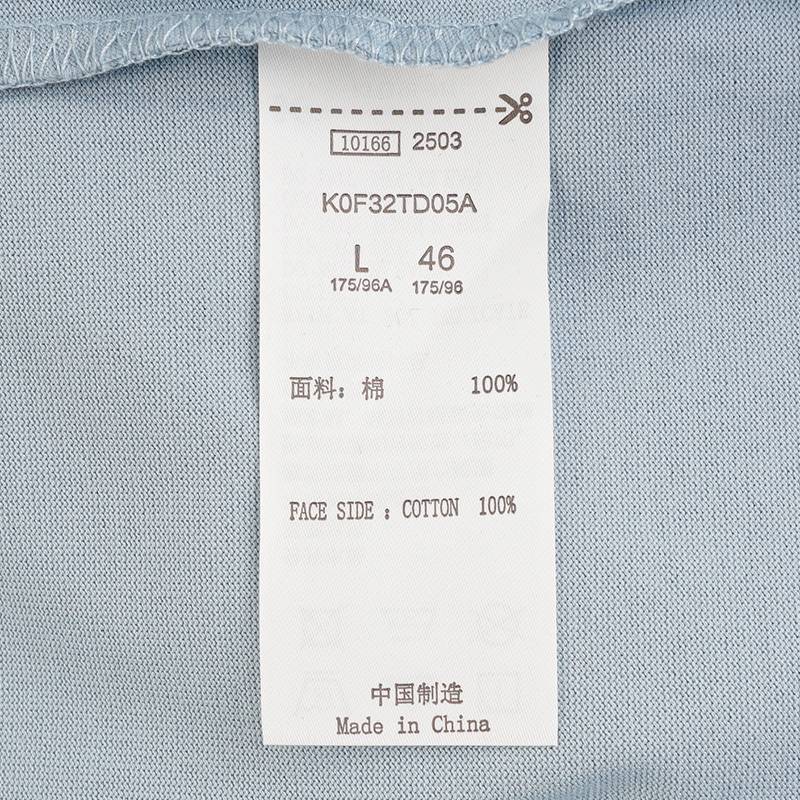 10166 2503
K0F32TD05A
L 46
175/96A 175/96
面料：棉 100%
FACE SIDE : COTTON 100%
中国制造
Made in China